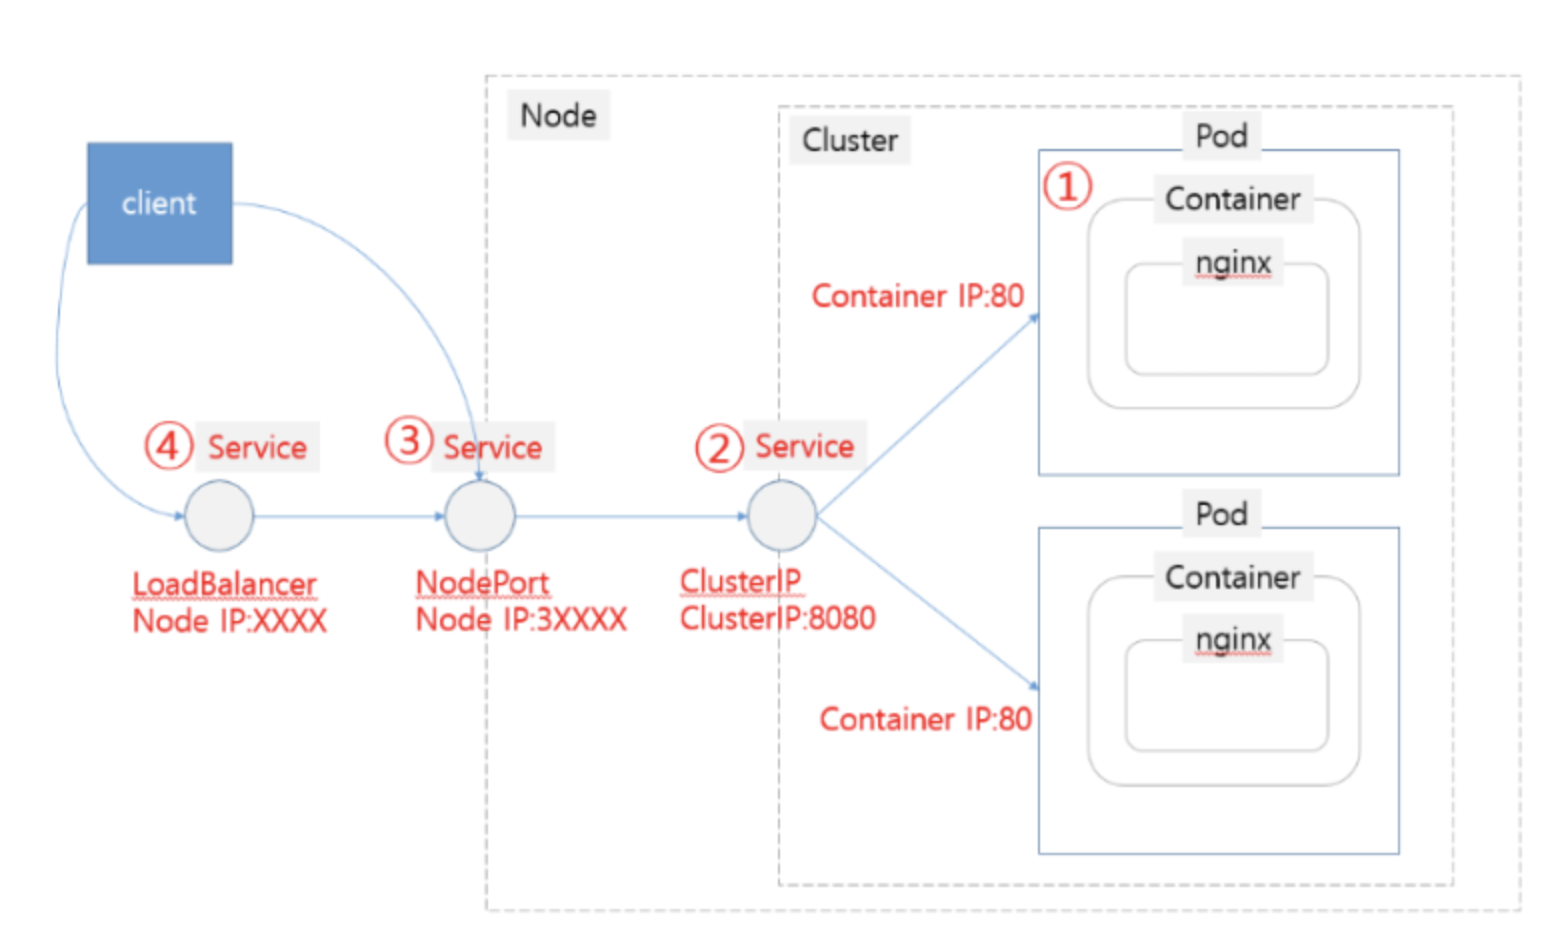 Node
Cluster
Pod
client
①
Container
nginx
Container IP:80
④ Service
③ Service
② Service
LoadBalancer
Node IP:XXXX
NodePort
Node IP:3XXXX
ClusterIP
ClusterIP:8080
Pod
Container
nginx
Container IP:80